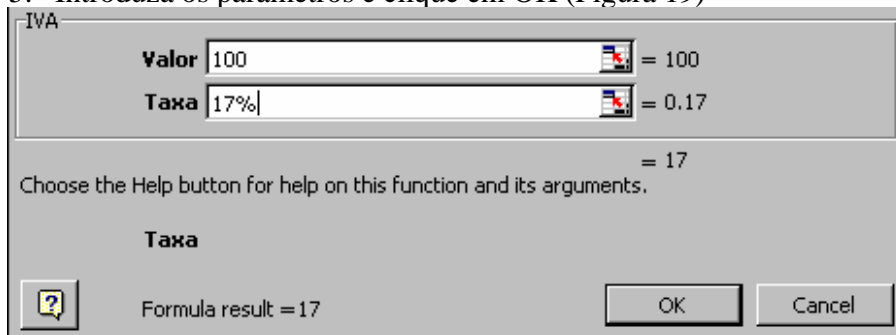 3. Introduza os parâmetros e clique em OK (Figura 19)
IVA
Valor 100 = 100
Taxa 17% = 0.17
= 17
Choose the Help button for help on this function and its arguments.
Taxa
Formula result =17
OK Cancel